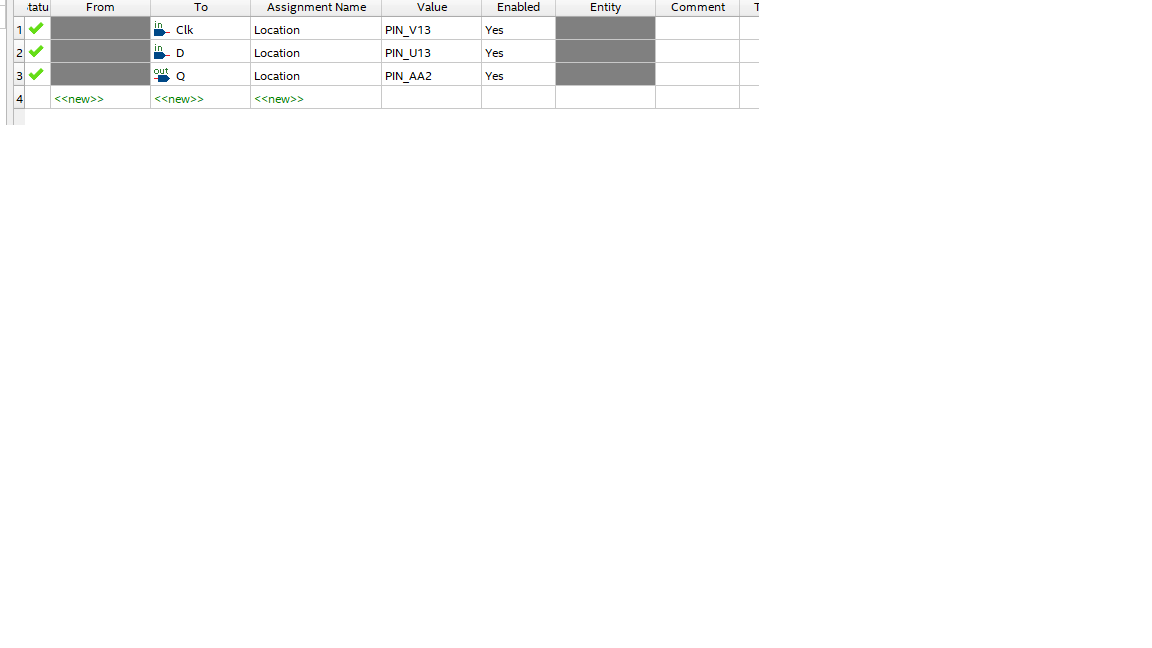 tatu From To Assignment Name Value Enabled Entity Comment T
1 in Clk Location PIN_V13 Yes
2 in D Location PIN_U13 Yes
3 out Q Location PIN_AA2 Yes
4 <<new>> <<new>> <<new>>